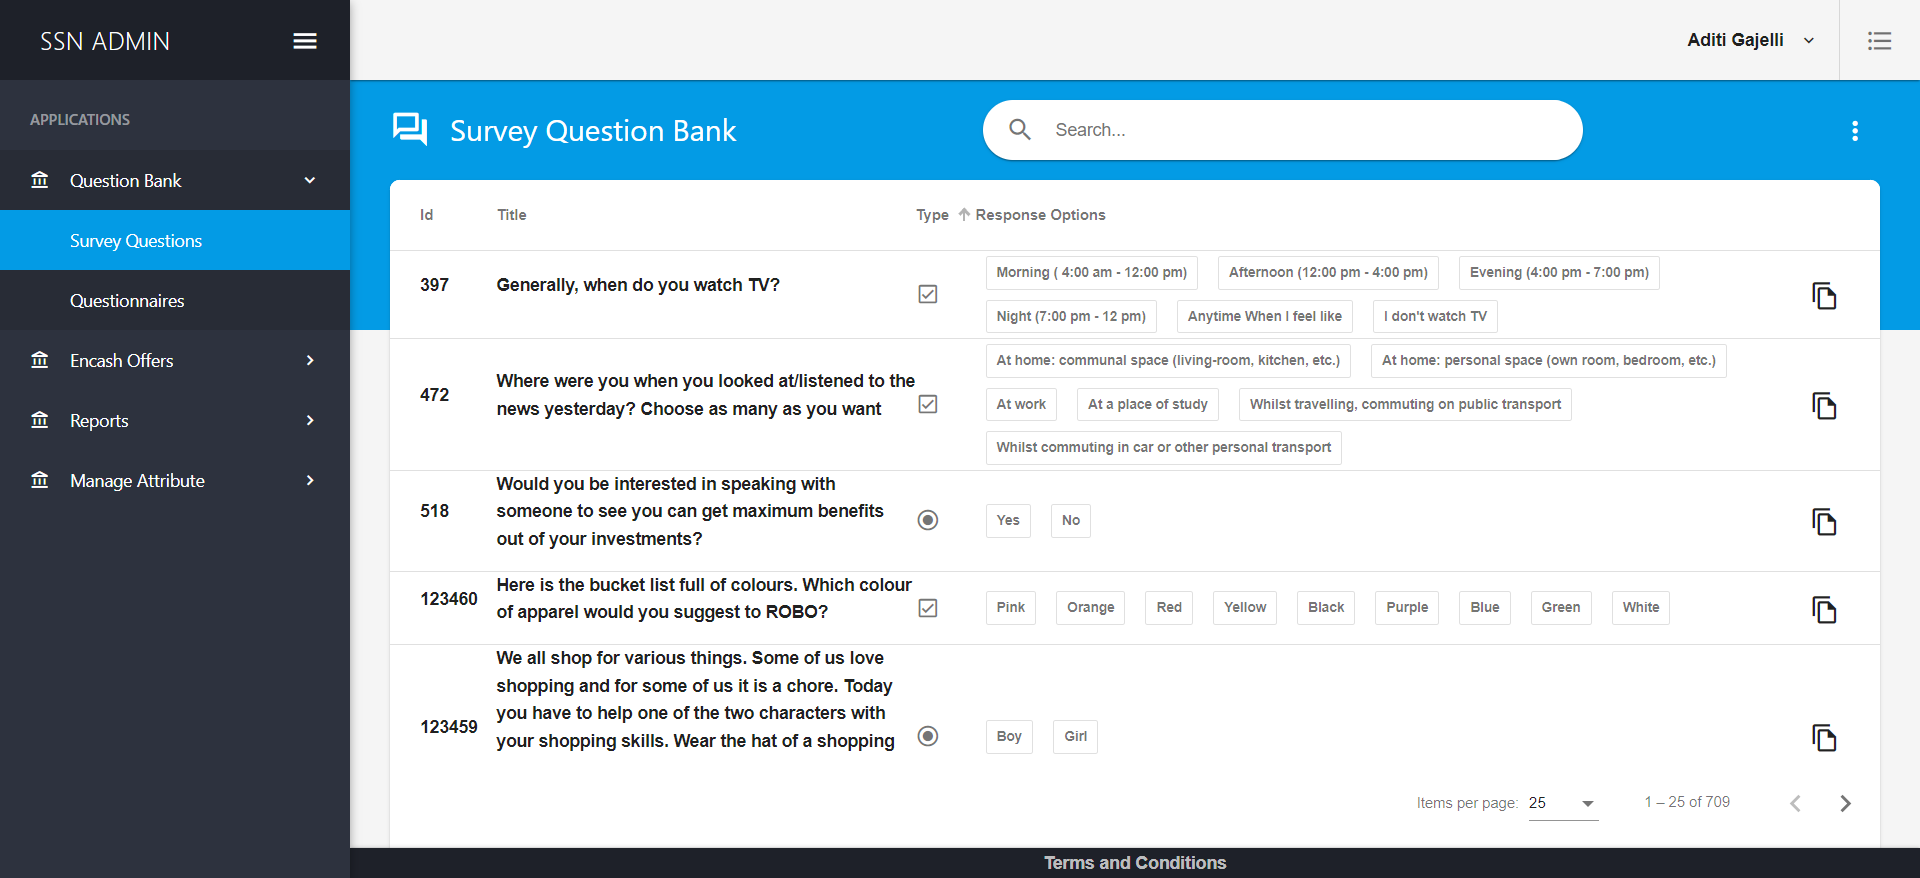 SSN ADMIN
Aditi Gajelli
APPLICATIONS
Question Bank
Survey Questions
Questionnaires
Encash Offers
Reports
Manage Attribute
Survey Question Bank
Search...
Id Title Type Response Options
397 Generally, when do you watch TV?
Morning ( 4:00 am - 12:00 pm) Afternoon (12:00 pm - 4:00 pm) Evening (4:00 pm - 7:00 pm)
Night (7:00 pm - 12 pm) Anytime When I feel like I don't watch TV
472
Where were you when you looked at/listened to the
news yesterday? Choose as many as you want
At home: communal space (living-room, kitchen, etc.) At home: personal space (own room, bedroom, etc.)
At work At a place of study Whilst travelling, commuting on public transport
Whilst commuting in car or other personal transport
518
Would you be interested in speaking with
someone to see you can get maximum benefits
out of your investments?
Yes No
123460
Here is the bucket list full of colours. Which colour
of apparel would you suggest to ROBO?
Pink Orange Red Yellow Black Purple Blue Green White
123459
We all shop for various things. Some of us love
shopping and for some of us it is a chore. Today
you have to help one of the two characters with
your shopping skills. Wear the hat of a shopping
Boy Girl
Items per page: 25 1 – 25 of 709
Terms and Conditions